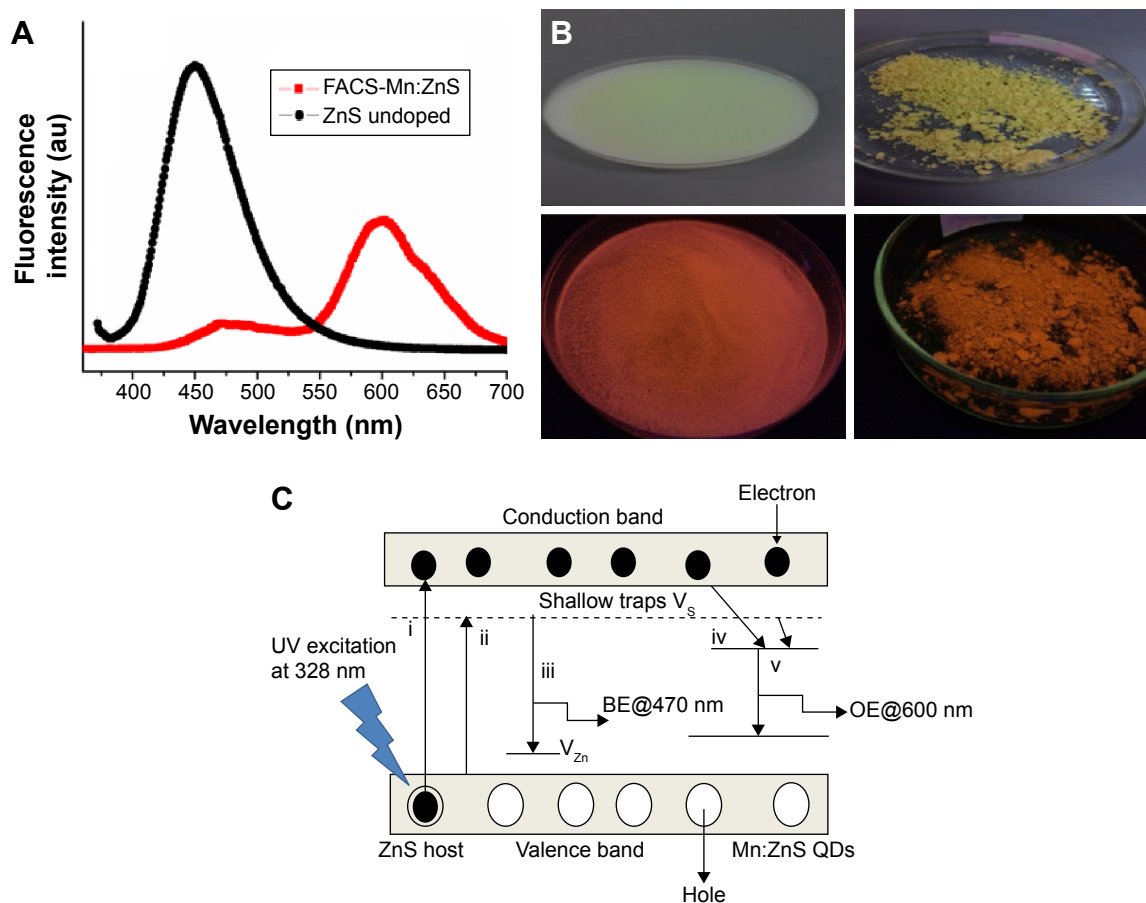 A
Fluorescence
intensity (au)
FACS-Mn:ZnS
ZnS undoped
400 450 500 550 600 650 700
Wavelength (nm)
B
C
Electron
Conduction band
Shallow traps V_S
i
ii
iii
iv
v
UV excitation
at 328 nm
BE@470 nm
OE@600 nm
V_Zn
ZnS host
Valence band
Mn:ZnS QDs
Hole